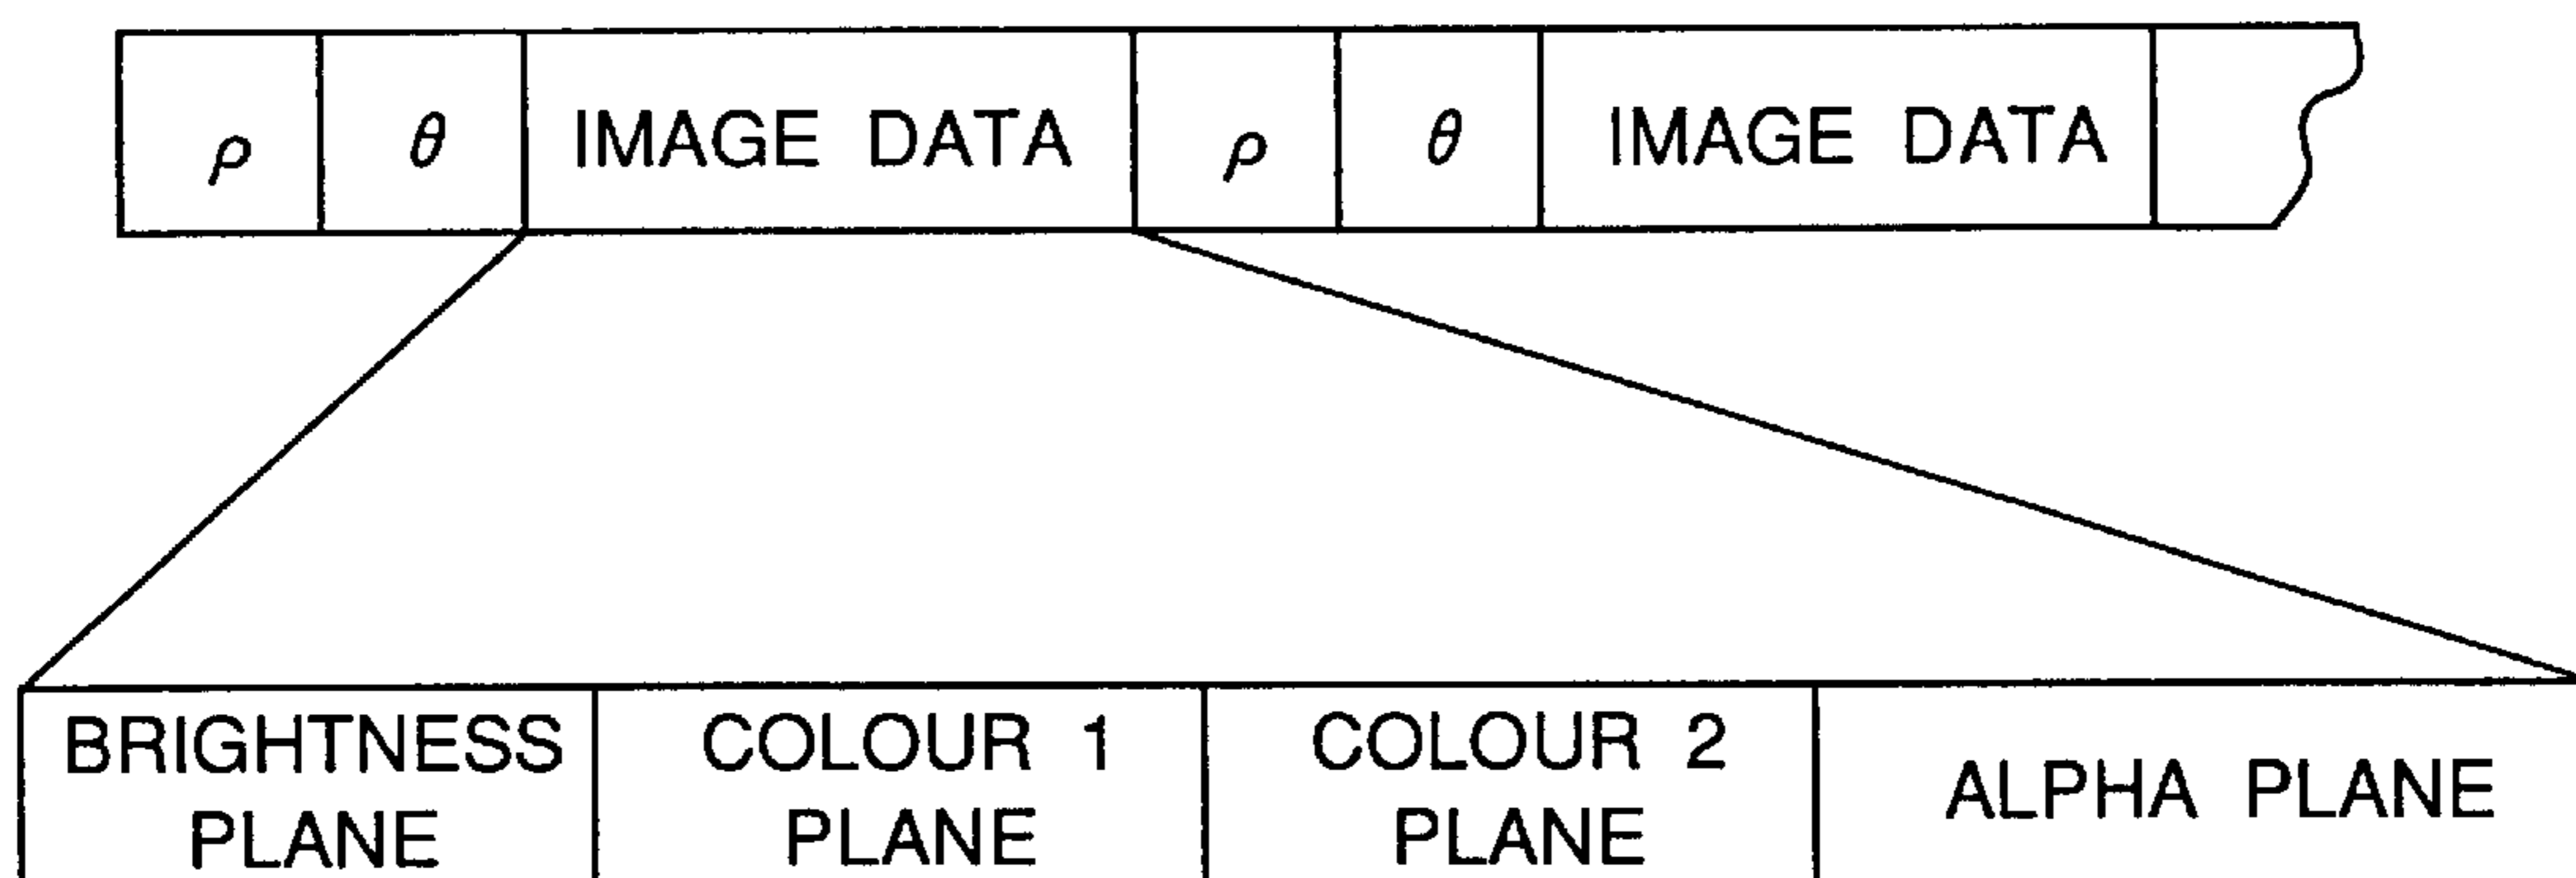 ρ θ IMAGE DATA ρ θ IMAGE DATA
BRIGHTNESS PLANE
COLOUR 1 PLANE
COLOUR 2 PLANE
ALPHA PLANE